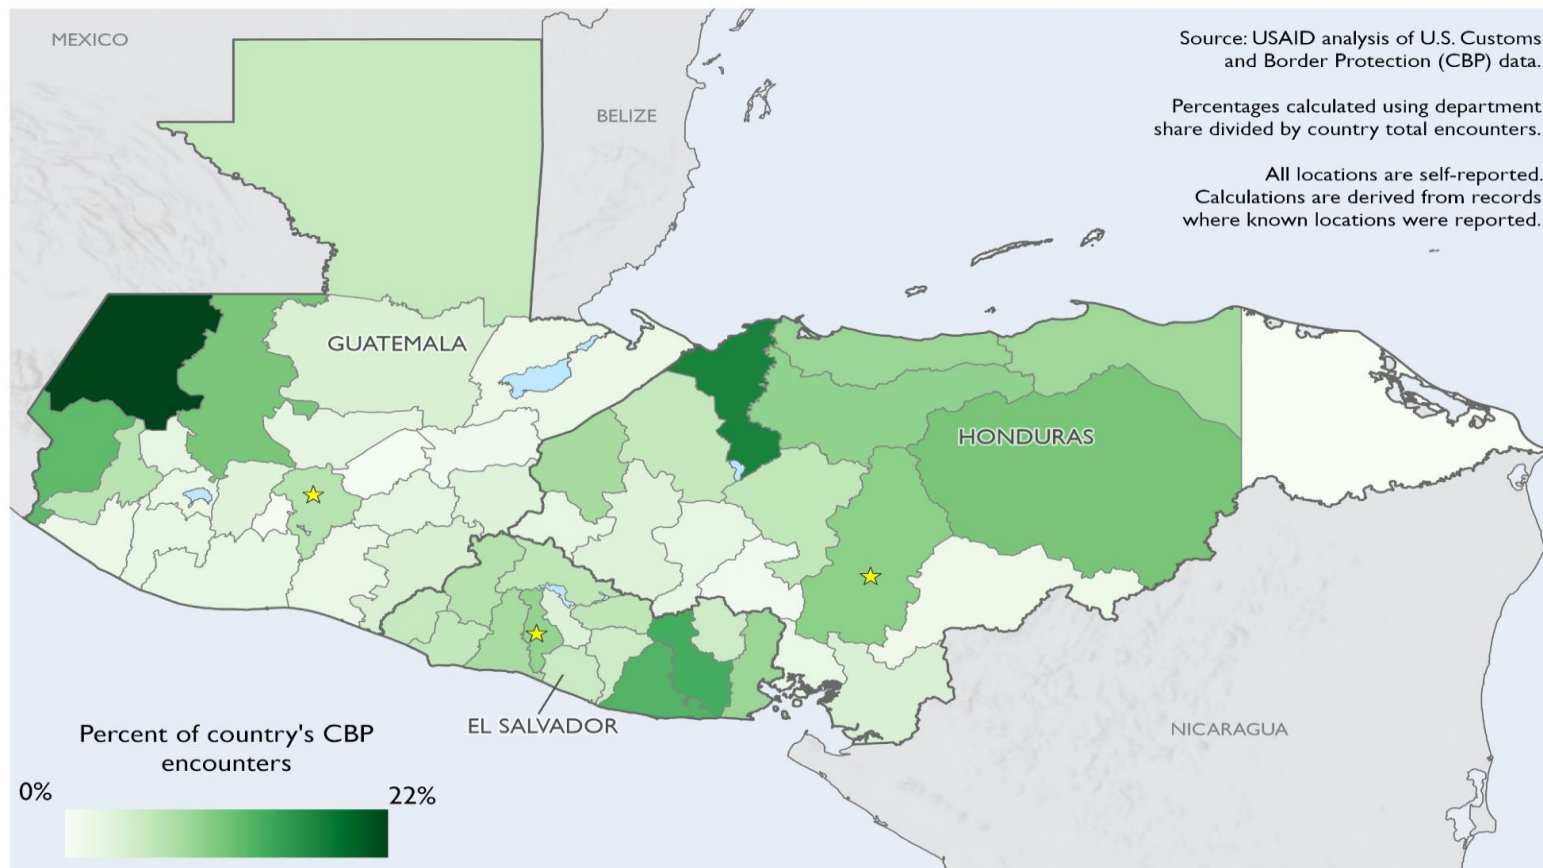 MEXICO
Source: USAID analysis of U.S. Customs
and Border Protection (CBP) data.
BELIZE
Percentages calculated using department
share divided by country total encounters.
All locations are self-reported.
Calculations are derived from records
where known locations were reported.
GUATEMALA
HONDURAS
EL SALVADOR
NICARAGUA
Percent of country's CBP
encounters
0%
22%